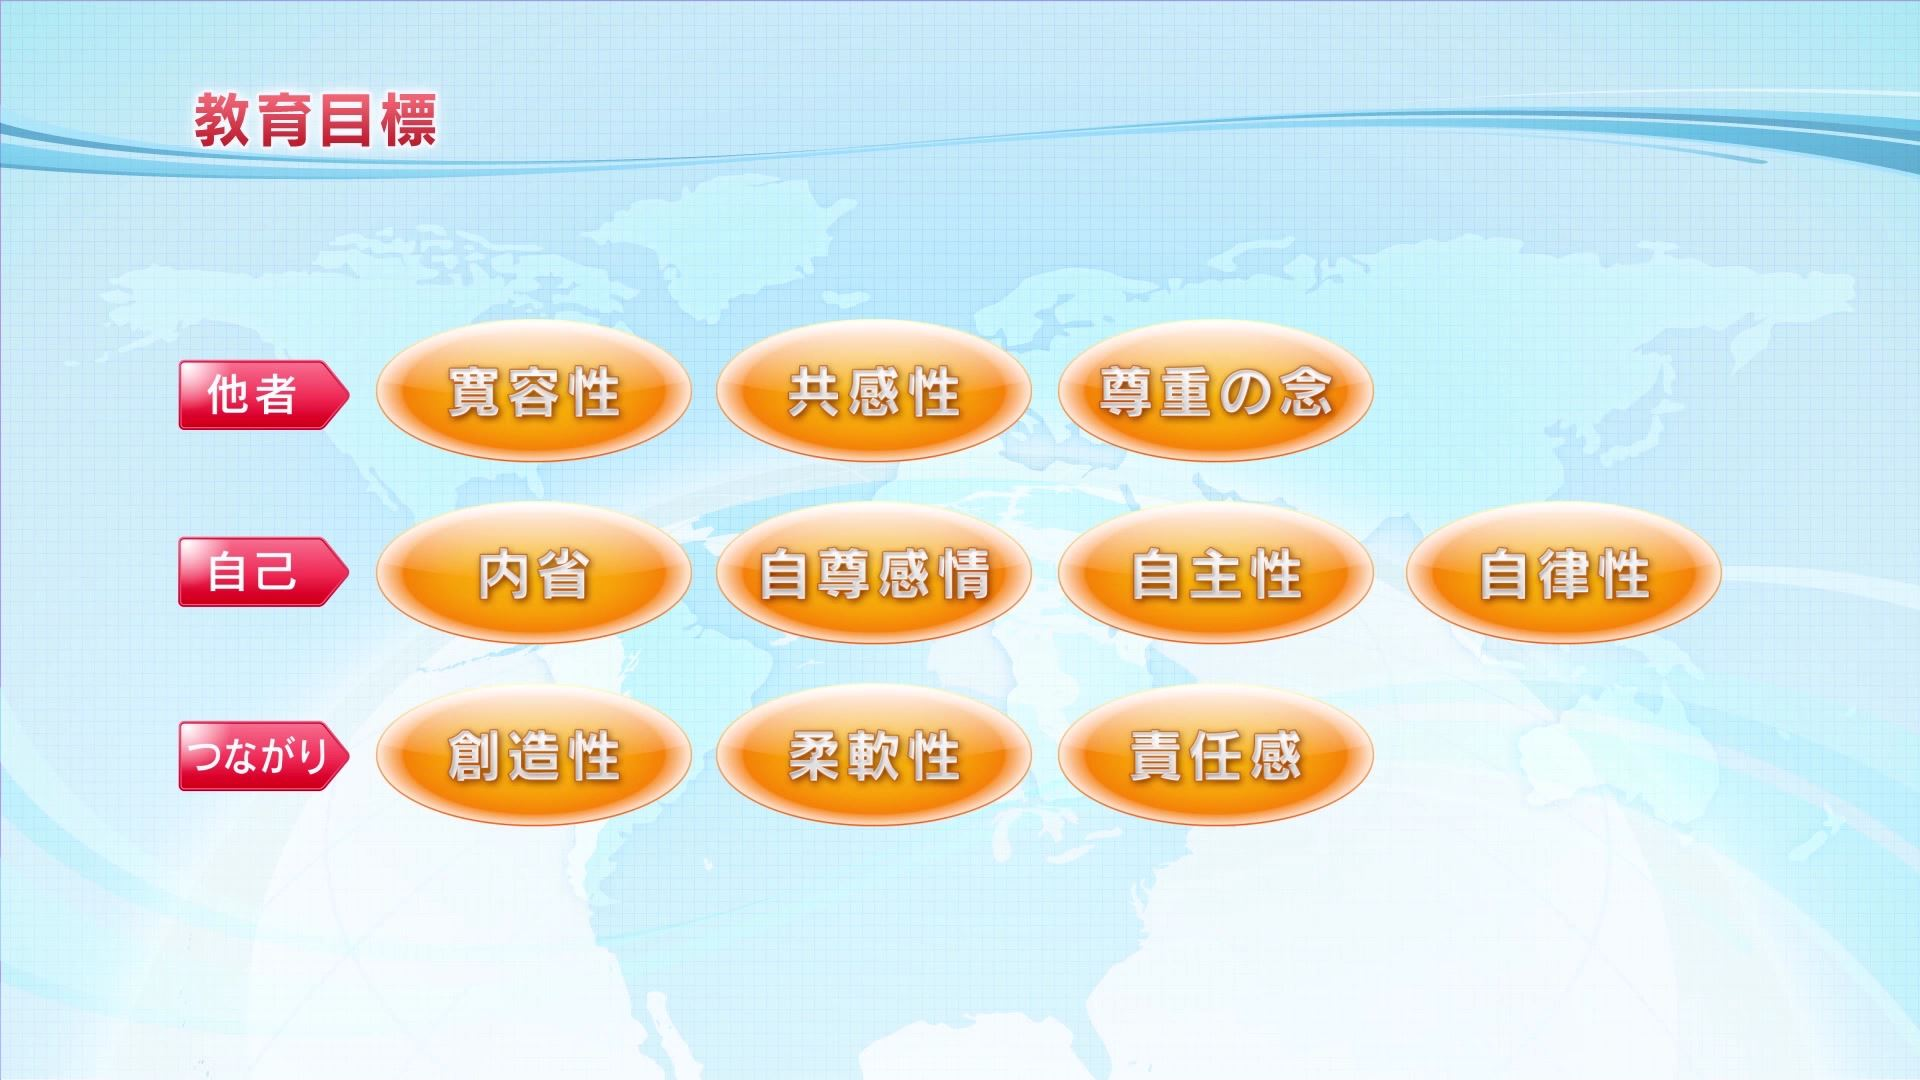 教育目標
他者 寛容性 共感性 尊重の念
自己 内省 自尊感情 自主性 自律性
つながり 創造性 柔軟性 責任感